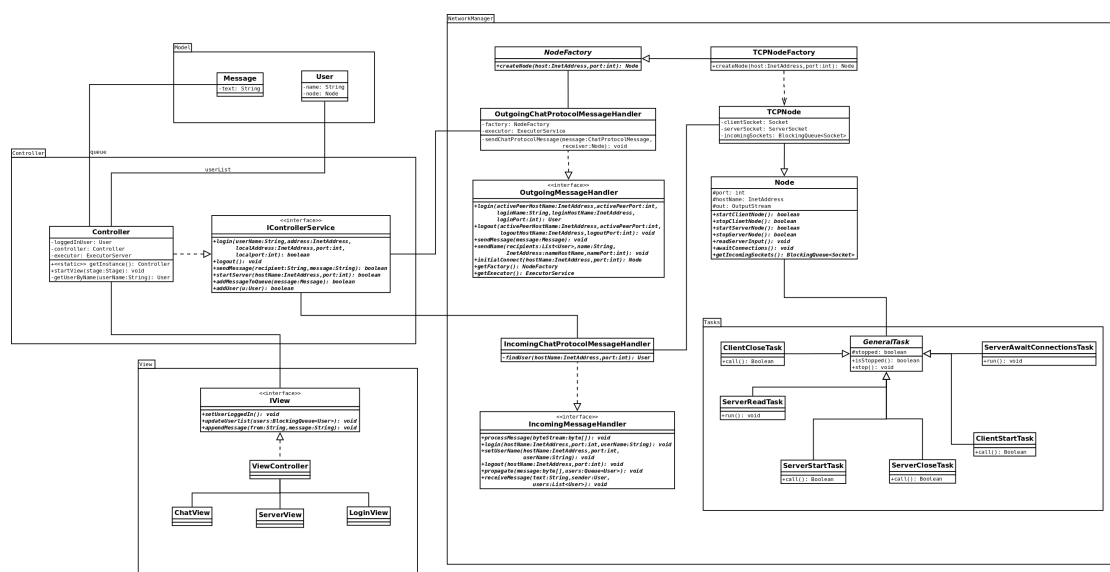 NetworkManager
Model
Message
-text: String
User
-name: String
-node: Node
NodeFactory
+createNode(host:InetAddress,port:int): Node
TCPNodeFactory
+createNode(host:InetAddress,port:int): Node
OutgoingChatProtocolMessageHandler
-factory: NodeFactory
-executor: ExecutorService
-sendChatProtocolMessage(message:ChatProtocolMessage,
receiver:Node): void
TCPNode
-clientSocket: Socket
-serverSocket: ServerSocket
-incomingSockets: BlockingQueue<Socket>
Controller
queue
userList
<<interface>>
OutgoingMessageHandler
+login(activePeerHostName:InetAddress,activePeerPort:int,
loginName:String,loginHostName:InetAddress,
loginPort:int): User
+logout(activePeerHostName:InetAddress,activePeerPort:int,
logoutHostName:InetAddress,logoutPort:int): void
+sendMessage(message:Message): void
+sendName(recipients:List<User>,name:String,
InetAddress:nameHostName,namePort:int): void
+initialConnect(hostName:InetAddress,port:int): Node
+getFactory(): NodeFactory
+getExecutor(): ExecutorService
Node
#port: int
#hostName: InetAddress
#out: OutputStream
+startClientNode(): boolean
+stopClientNode(): boolean
+startServerNode(): boolean
+stopServerNode(): boolean
+readServerInput(): void
+awaitConnections(): void
+getIncomingSockets(): BlockingQueue<Socket>
Controller
-loggedInUser: User
-controller: Controller
-executor: ExecutorServer
+<<static>> getInstance(): Controller
+startView(stage:Stage): void
-getUserByName(userName:String): User
<<interface>>
IControllerService
+login(userName:String,address:InetAddress,
localAddress:InetAddress,port:int,
localport:int): boolean
+logout(): void
+sendMessage(recipient:String,message:String): boolean
+startServer(hostName:InetAddress,port:int): boolean
+addMessageToQueue(message:Message): boolean
+addUser(u:User): boolean
IncomingChatProtocolMessageHandler
-findUser(hostName:InetAddress,port:int): User
Tasks
ClientCloseTask
+call(): Boolean
GeneralTask
#stopped: boolean
+isStopped(): boolean
+stop(): void
ServerAwaitConnectionsTask
+run(): void
ServerReadTask
+run(): void
ClientStartTask
+call(): Boolean
ServerStartTask
+call(): Boolean
ServerCloseTask
+call(): Boolean
View
<<interface>>
IView
+setUserLoggedIn(): void
+updateUserlist(users:BlockingQueue<User>): void
+appendMessage(from:String,message:String): void
ViewController
ChatView
ServerView
LoginView
<<interface>>
IncomingMessageHandler
+processMessage(byteStream:byte[]): void
+login(hostName:InetAddress,port:int,userName:String): void
+setUserName(hostName:InetAddress,port:int,
userName:String): void
+logout(hostName:InetAddress,port:int): void
+propagate(message:byte[],users:Queue<User>): void
+receiveMessage(text:String,sender:User,
users:List<User>): void